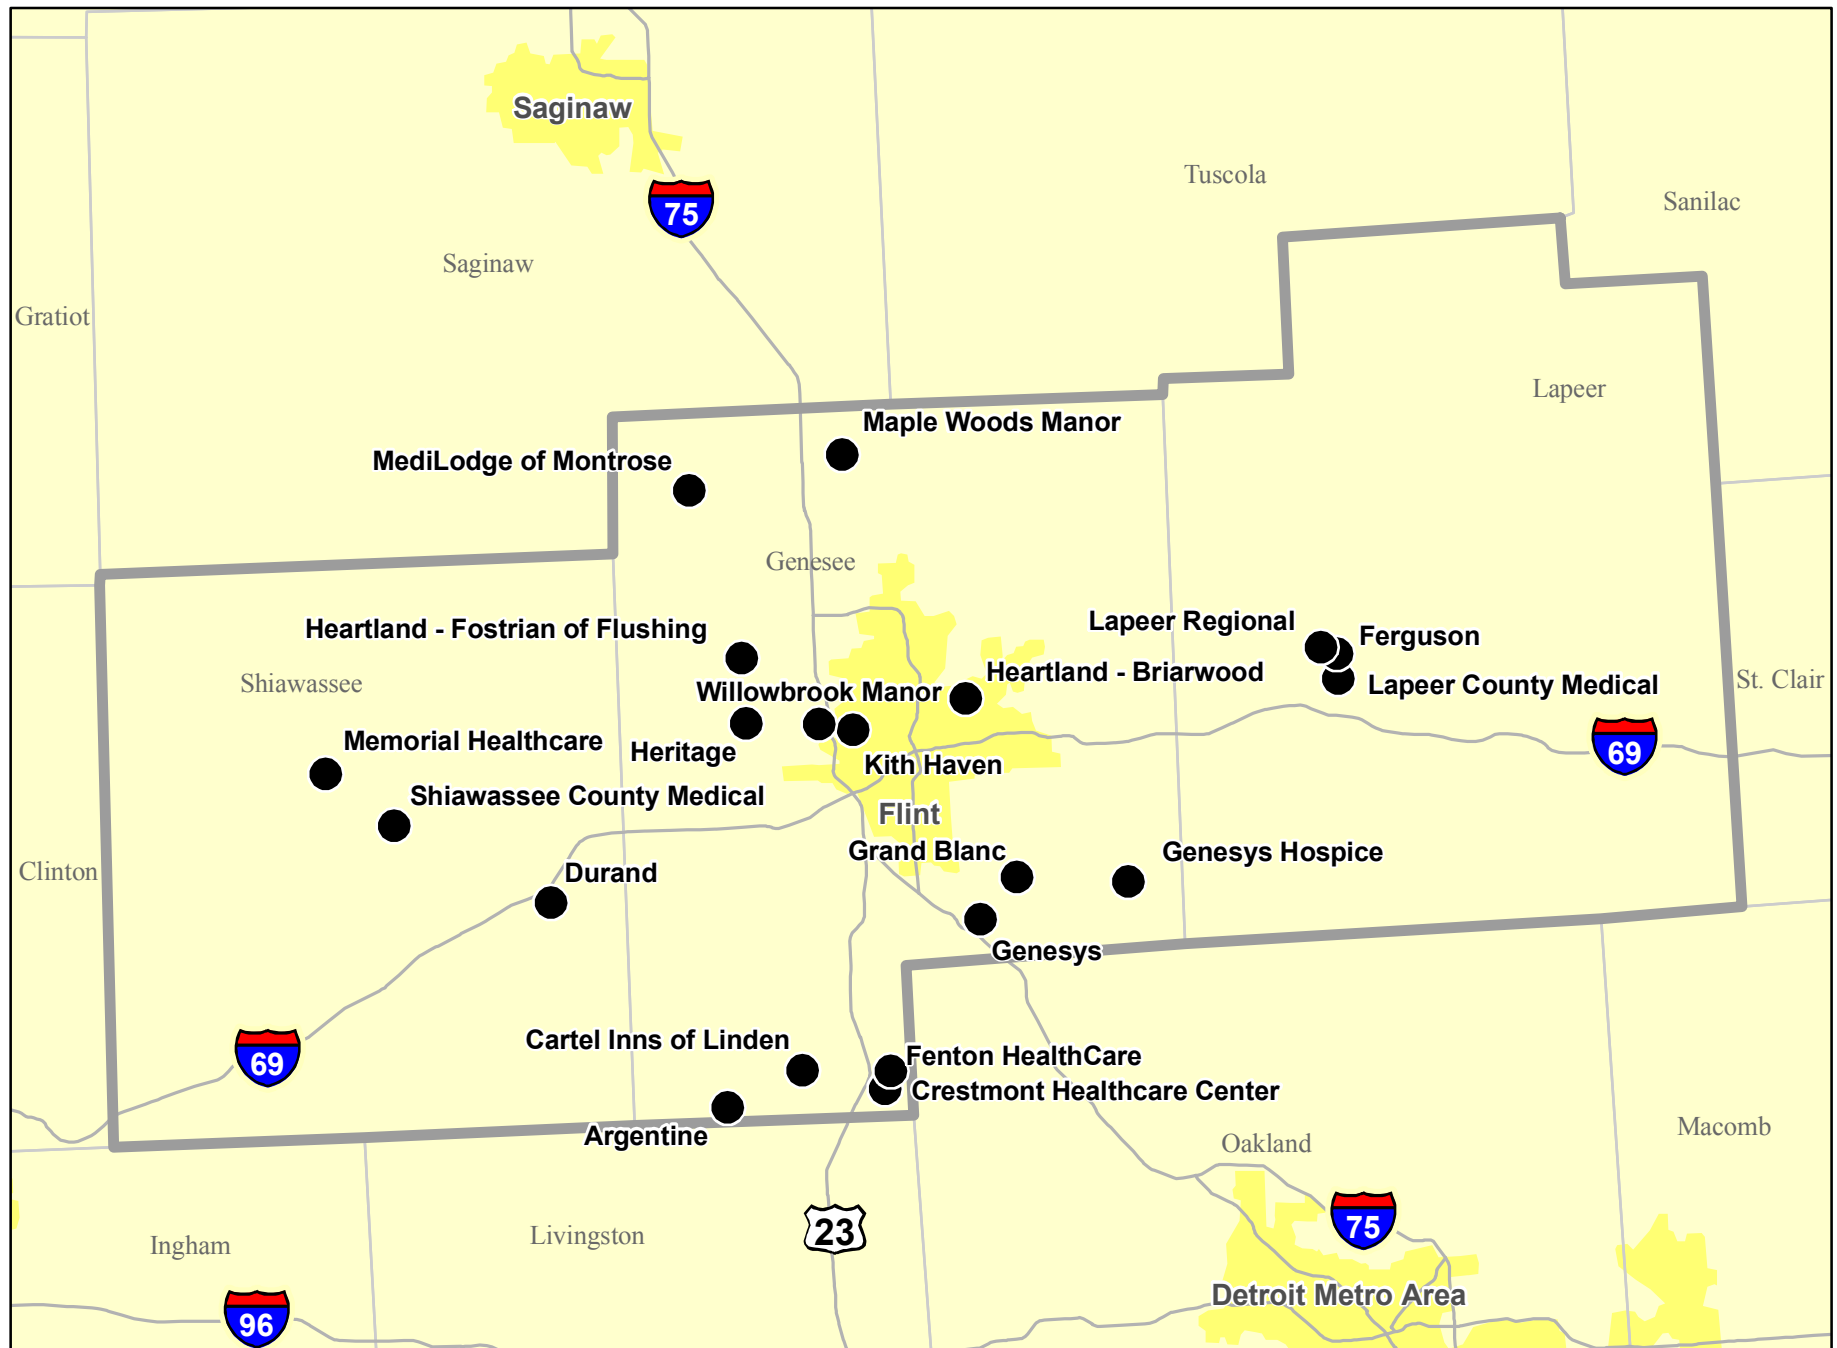 Saginaw
75
Tuscola
Sanilac
Saginaw
Gratiot
Lapeer
Maple Woods Manor
MediLodge of Montrose
Genesee
Lapeer Regional
Ferguson
Heartland - Fostrian of Flushing
Heartland - Briarwood
Shiawassee
Willowbrook Manor
Lapeer County Medical
St. Clair
Memorial Healthcare
Heritage
Kith Haven
69
Shiawassee County Medical
Flint
Grand Blanc
Genesys Hospice
Clinton
Durand
Genesys
Cartel Inns of Linden
Fenton HealthCare
69
Crestmont Healthcare Center
Argentine
Oakland
Macomb
Ingham
Livingston
23
75
Detroit Metro Area
96